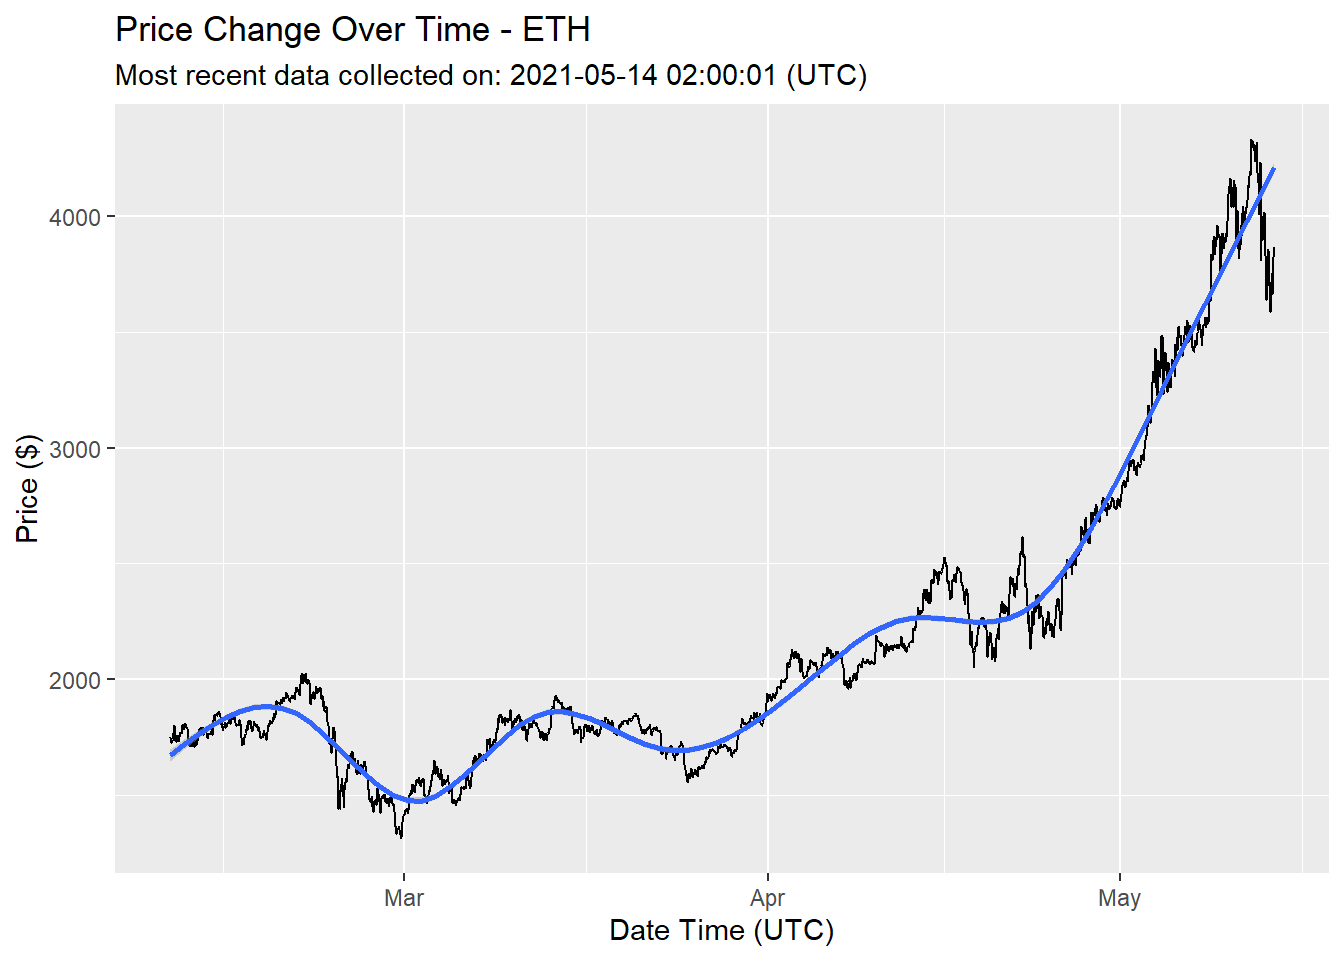 Price Change Over Time - ETH
Most recent data collected on: 2021-05-14 02:00:01 (UTC)
4000
3000
2000
Price ($)
Mar
Apr
May
Date Time (UTC)